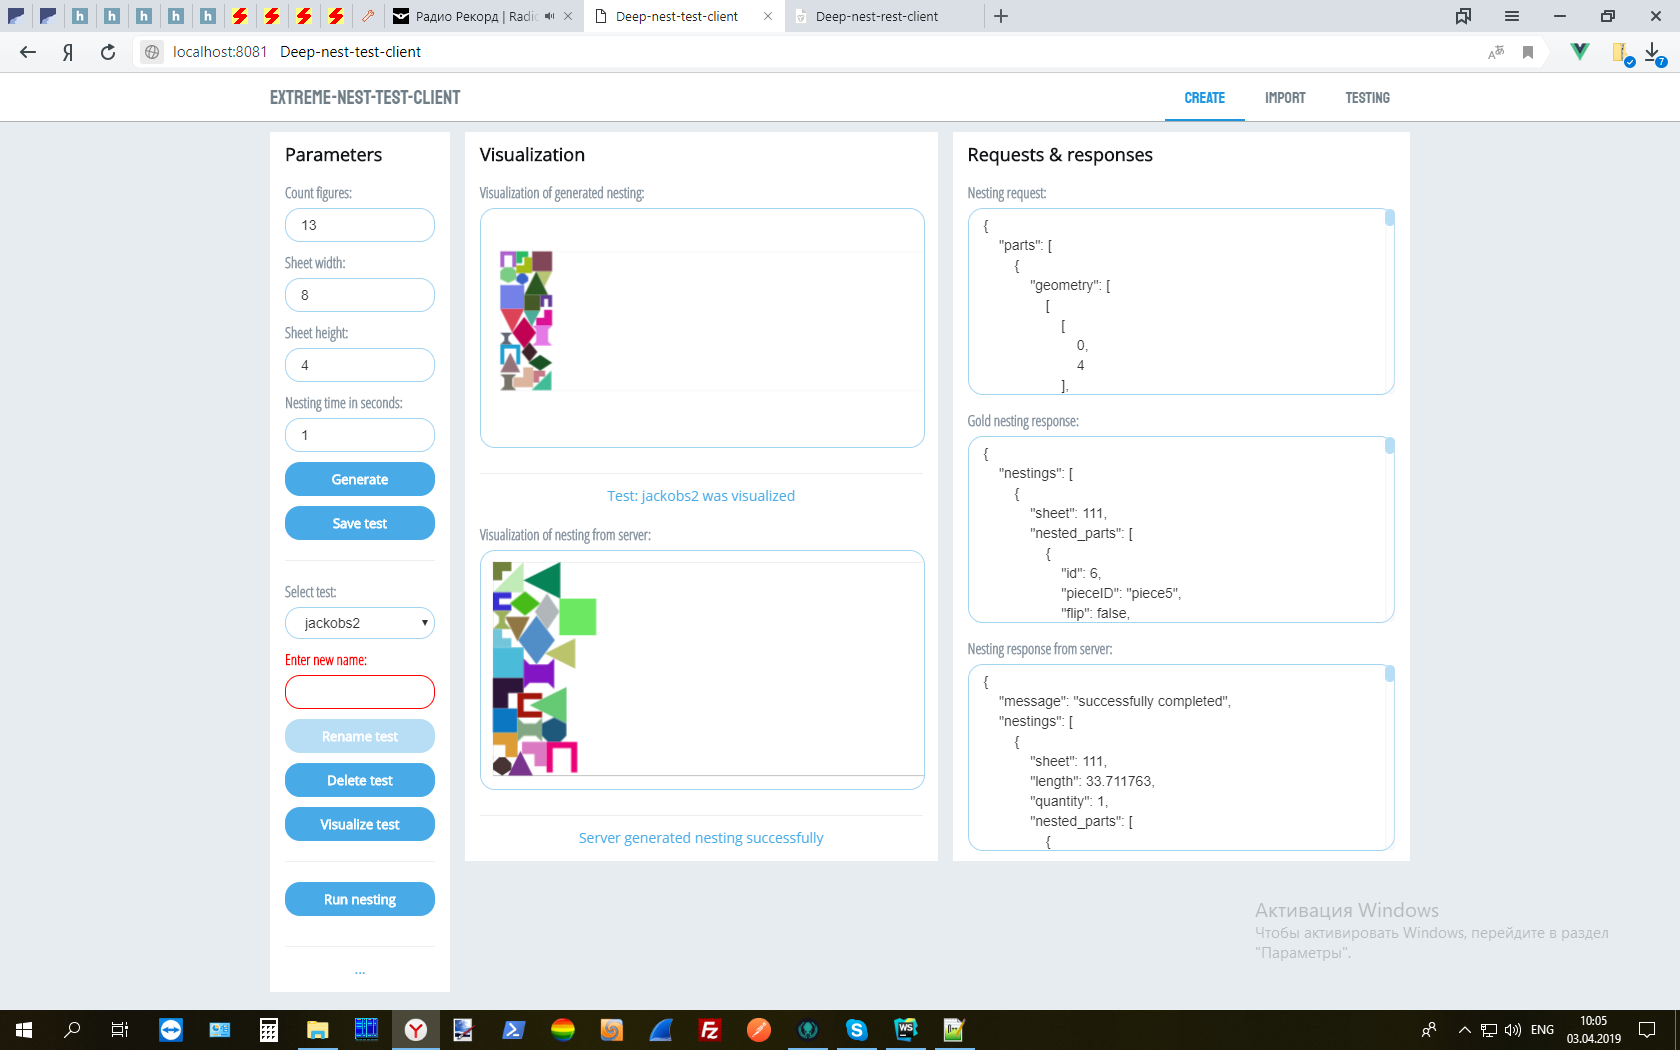 Радио Рекорд | Radio
Deep-nest-test-client
Deep-nest-rest-client
Я
localhost:8081 Deep-nest-test-client
7
EXTREME-NEST-TEST-CLIENT
CREATE
IMPORT
TESTING
Parameters
Count figures:
13
Sheet width:
8
Sheet height:
4
Nesting time in seconds:
1
Generate
Save test
Select test:
jackobs2
Enter new name:
Rename test
Delete test
Visualize test
Run nesting
...
Visualization
Visualization of generated nesting:
Test: jackobs2 was visualized
Visualization of nesting from server:
Server generated nesting successfully
Requests & responses
Nesting request:
{
"parts": [
{
"geometry": [
[
[
0,
4
],
Gold nesting response:
{
"nestings": [
{
"sheet": 111,
"nested_parts": [
{
"id": 6,
"pieceID": "piece5",
"flip": false,
Nesting response from server:
{
"message": "successfully completed",
"nestings": [
{
"sheet": 111,
"length": 33.711763,
"quantity": 1,
"nested_parts": [
{
Активация Windows
Чтобы активировать Windows, перейдите в раздел
"Параметры".
ENG
10:05
03.04.2019